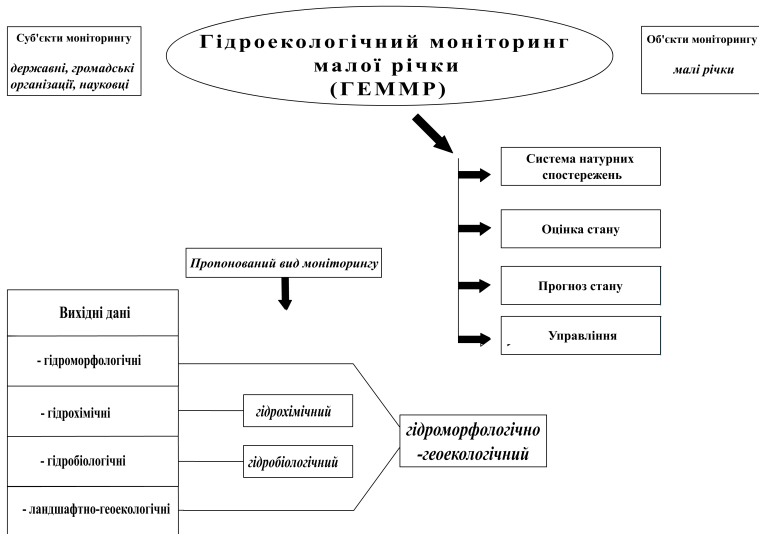 Суб'єкти моніторингу
державні, громадські
організації, науковці
Гідроекологічний моніторинг
малої річки
(ГЕММР)
Об'єкти моніторингу
малі річки
Система натурних
спостережень
Оцінка стану
Прогноз стану
Управління
Пропонований вид моніторингу
Вихідні дані
- гідроморфологічні
- гідрохімічні
- гідробіологічні
- ландшафтно-геоекологічні
гідрохімічний
гідробіологічний
гідроморфологічно
-геоекологічний